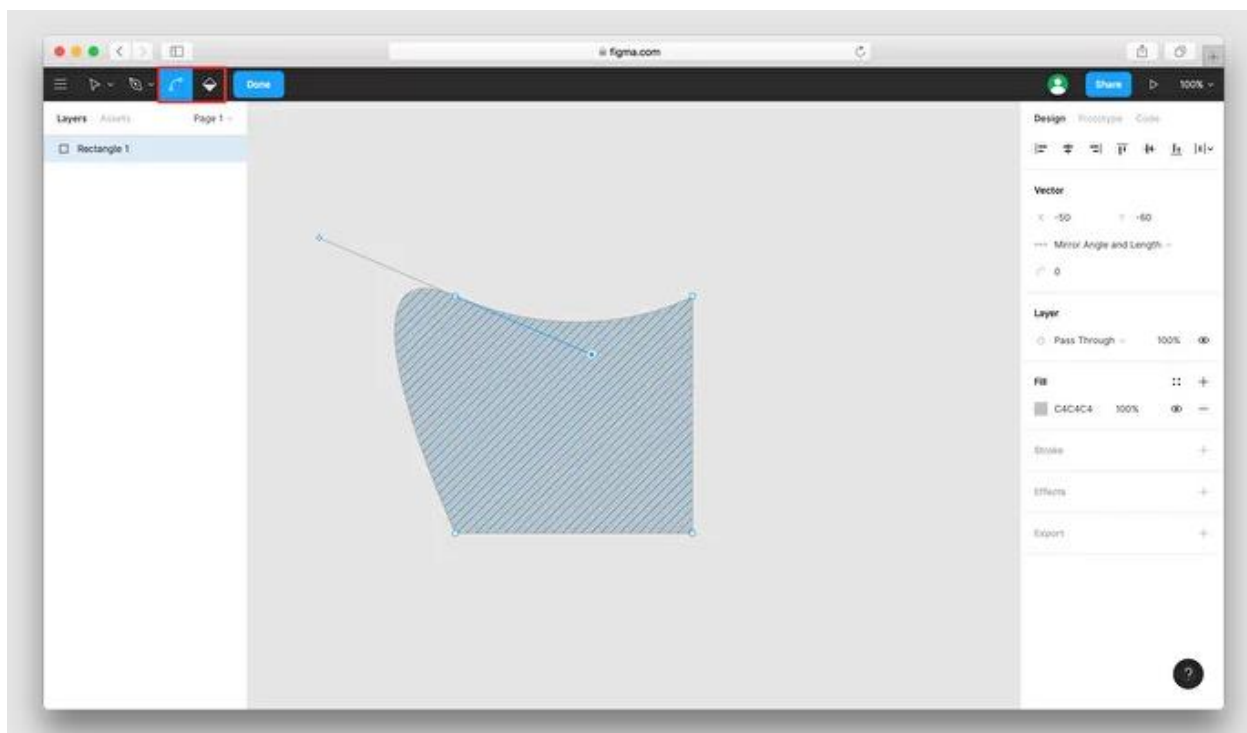 figma.com
Done
Share
100%
Layers Assets Page 1
Design Prototype Code
Rectangle 1
Vector
X -50 Y -60
Mirror Angle and Length
0
Layer
Pass Through 100%
Fill
C4C4C4 100%
Stroke
Effects
Export
?